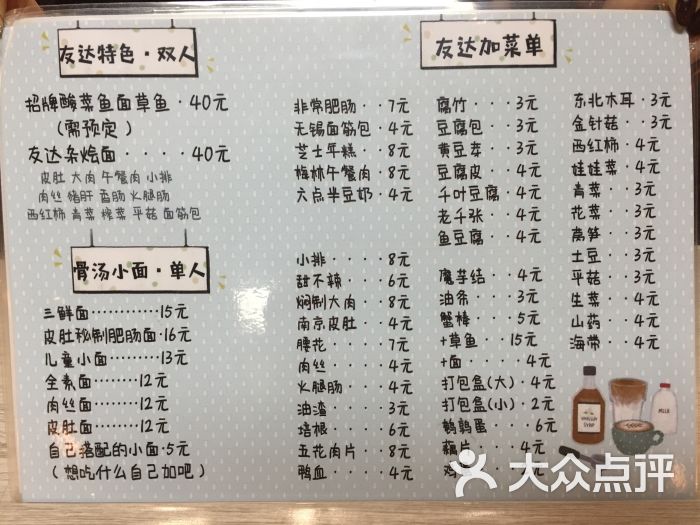 友达特色·双人
招牌酸菜鱼面草鱼·40元
(需预定)
友达杂烩面····40元
皮肚 大肉 午餐肉 小排
肉丝 猪肝 香肠 火腿肠
西红柿 青菜 榨菜 平菇 面筋包
骨汤小面·单人
三鲜面············15元
皮肚秘制肥肠面·16元
儿童小面········13元
全素面········12元
肉丝面········12元
皮肚面········12元
自己搭配的小面·5元
(想吃什么自己加吧)
友达加菜单
非常肥肠··7元
无锡面筋包··4元
芝士年糕··8元
梅林午餐肉··8元
六点半豆奶·4元
小排····8元
甜不辣···6元
焖制大肉··8元
南京皮肚··4元
腰花····7元
肉丝····4元
火腿肠···4元
油渣····3元
培根····6元
五花肉片··8元
鸭血····4元
腐竹···3元
豆腐包··3元
黄豆芽··3元
豆腐皮··4元
千叶豆腐·4元
老千张··4元
鱼豆腐··4元
魔芋结··4元
油条···3元
蟹棒···5元
+草鱼··15元
+面···4元
打包盒(大)·4元
打包盒(小)·2元
鹌鹑蛋···6元
藕片···4元
元
东北木耳·3元
金针菇··3元
西红柿·4元
娃娃菜·4元
青菜··3元
花菜··3元
莴笋·3元
土豆··3元
平菇··3元
生菜··4元
山药··4元
海带··4元
SYRUP
MILK
大众点评